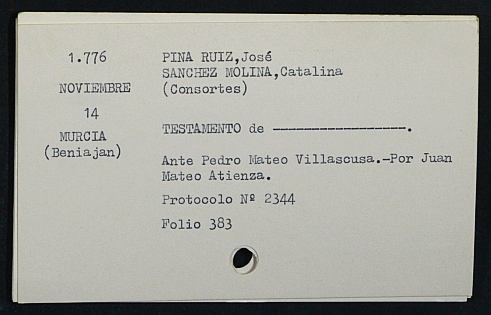 1.776
NOVIEMBRE
14
MURCIA
(Beniajan)
PINA RUIZ,José
SANCHEZ MOLINA,Catalina
(Consortes)
TESTAMENTO de ------------------.
Ante Pedro Mateo Villascusa.-Por Juan
Mateo Atienza.
Protocolo Nº 2344
Folio 383